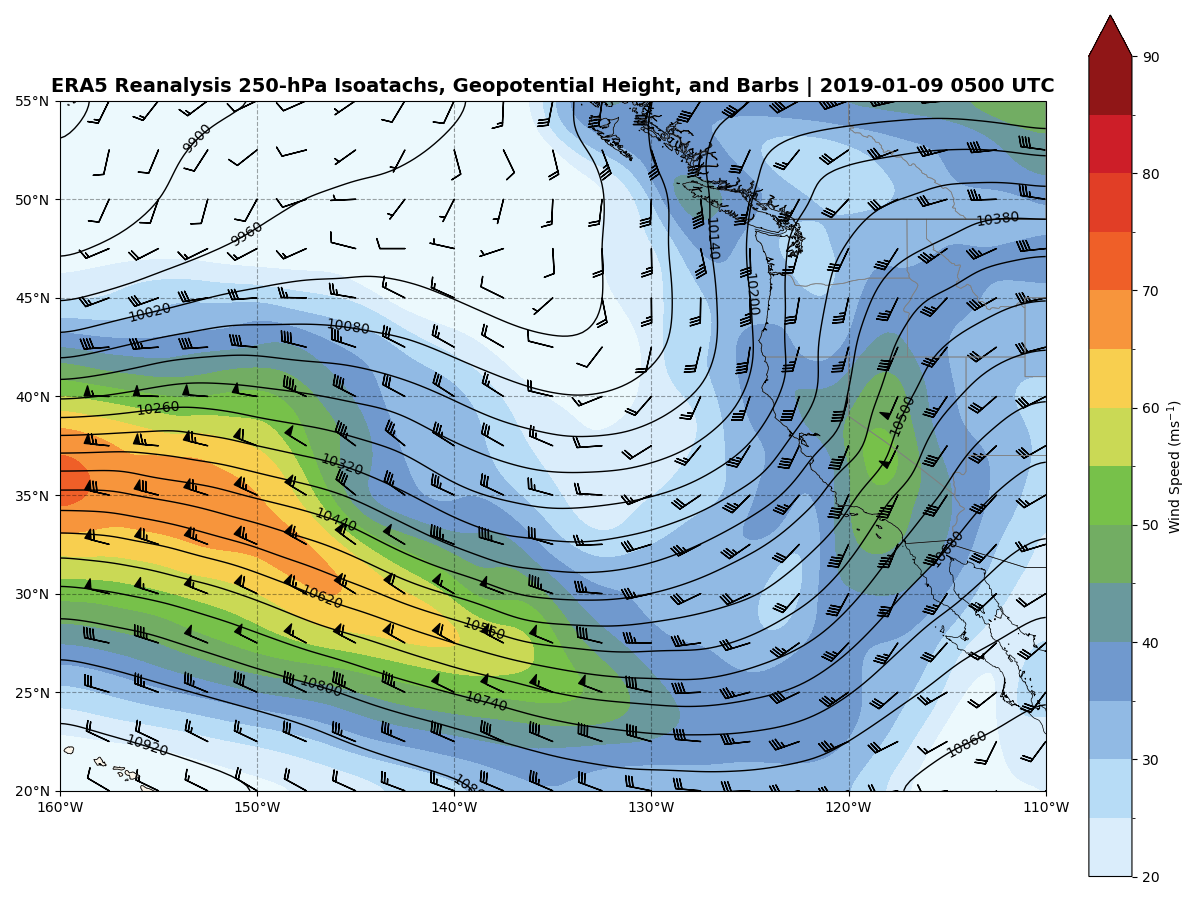 ERA5 Reanalysis 250-hPa Isoatachs, Geopotential Height, and Barbs | 2019-01-09 0500 UTC
55°N
50°N
45°N
40°N
35°N
30°N
25°N
20°N
160°W
150°W
140°W
130°W
120°W
110°W
9900
9960
10020
10080
10140
10200
10380
10260
10320
10440
10500
10620
10560
10680
10800
10740
10920
10860
90
80
70
60
50
40
30
20
Wind Speed (ms⁻¹)